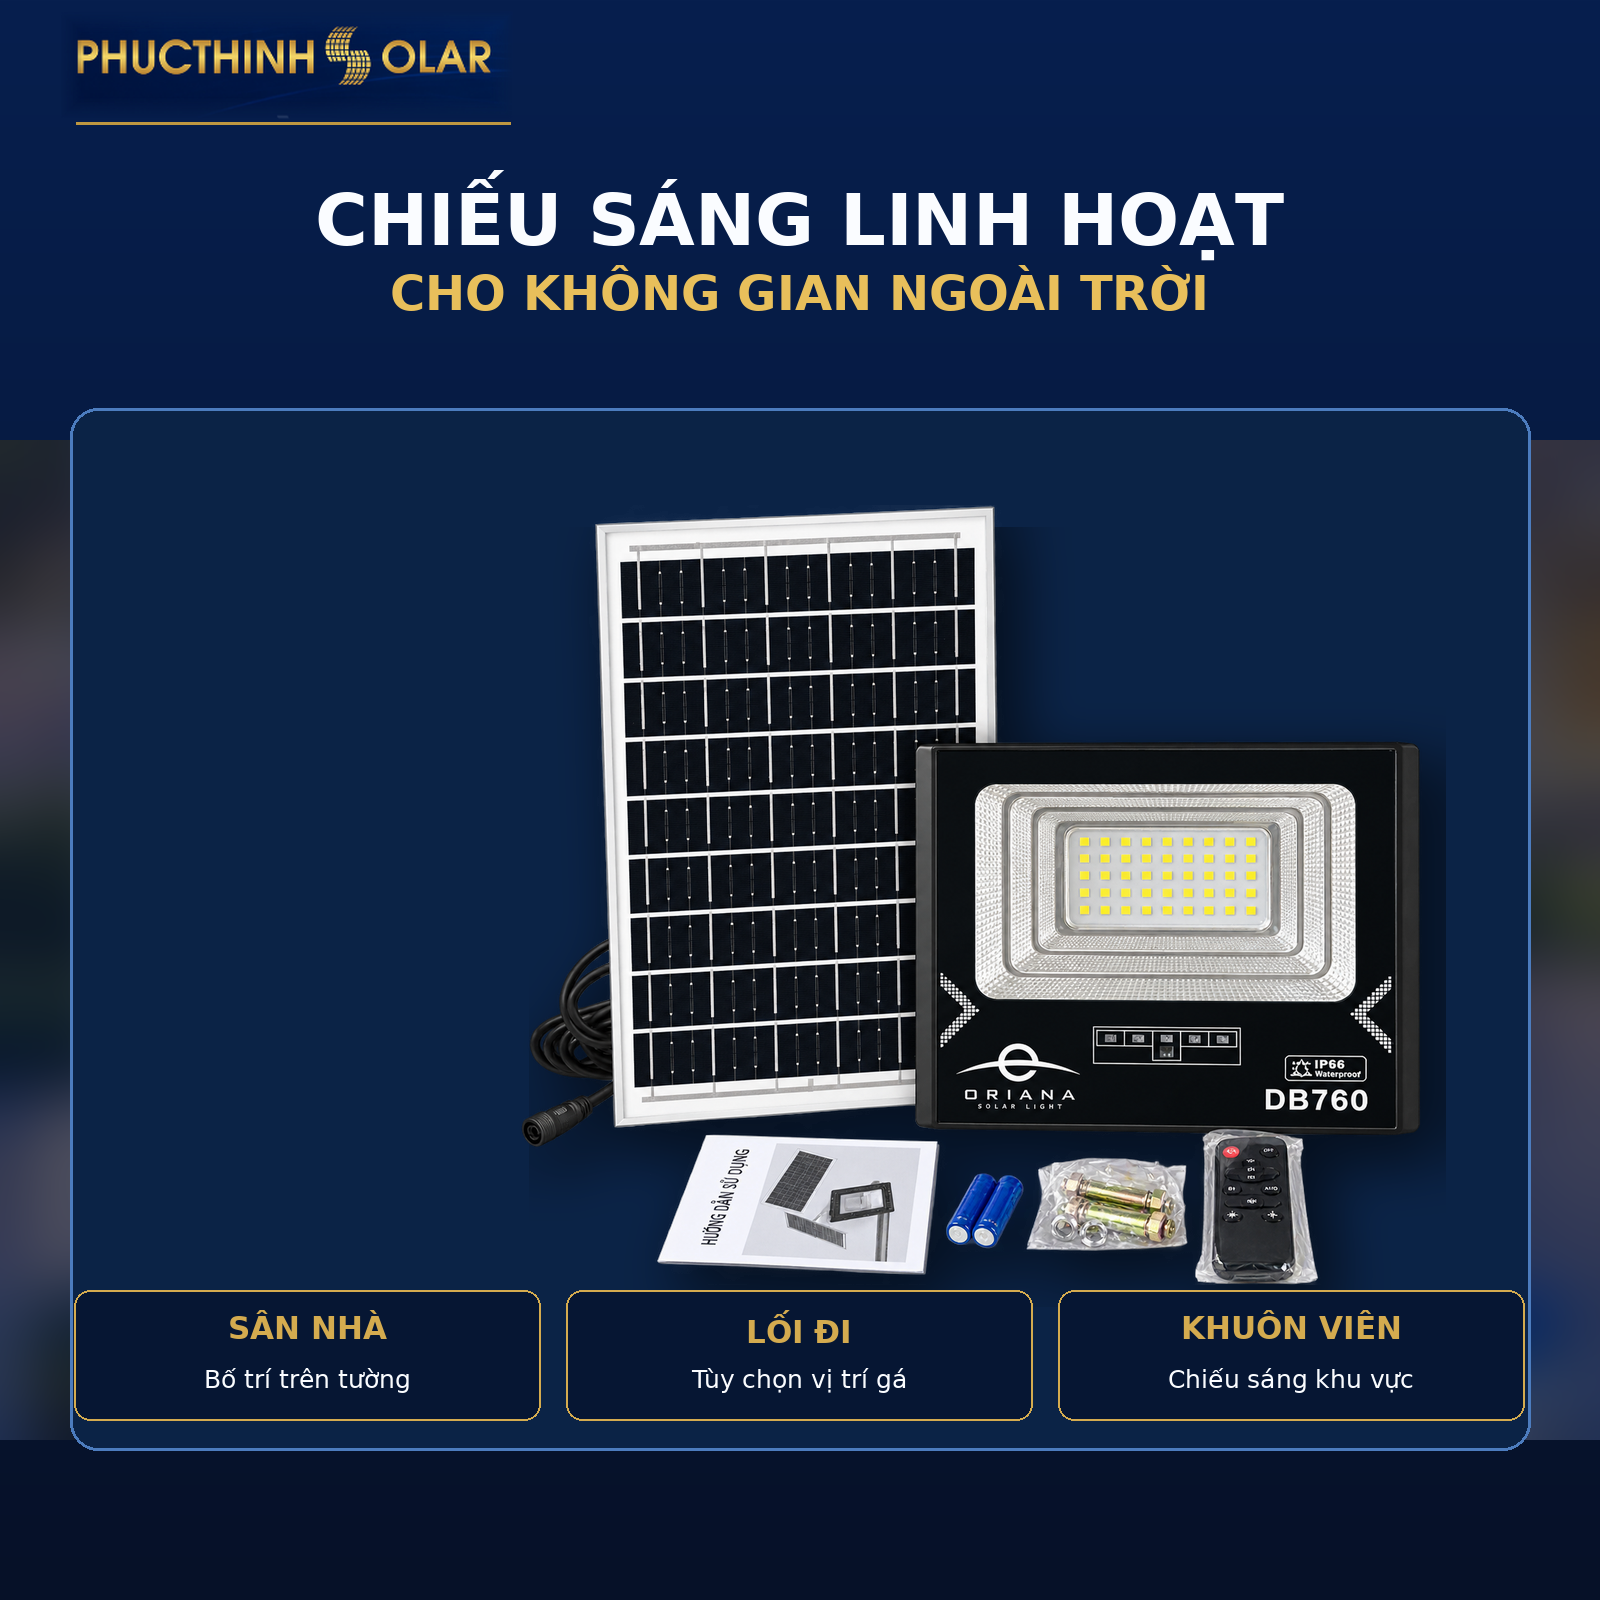 PHUCTHINH SOLAR
CHIẾU SÁNG LINH HOẠT
CHO KHÔNG GIAN NGOÀI TRỜI
ORIANA
SOLAR LIGHT
IP66
Waterproof
DB760
HƯỚNG DẪN SỬ DỤNG
OFF
AUTO
SÂN NHÀ
Bố trí trên tường
LỐI ĐI
Tùy chọn vị trí gá
KHUÔN VIÊN
Chiếu sáng khu vực